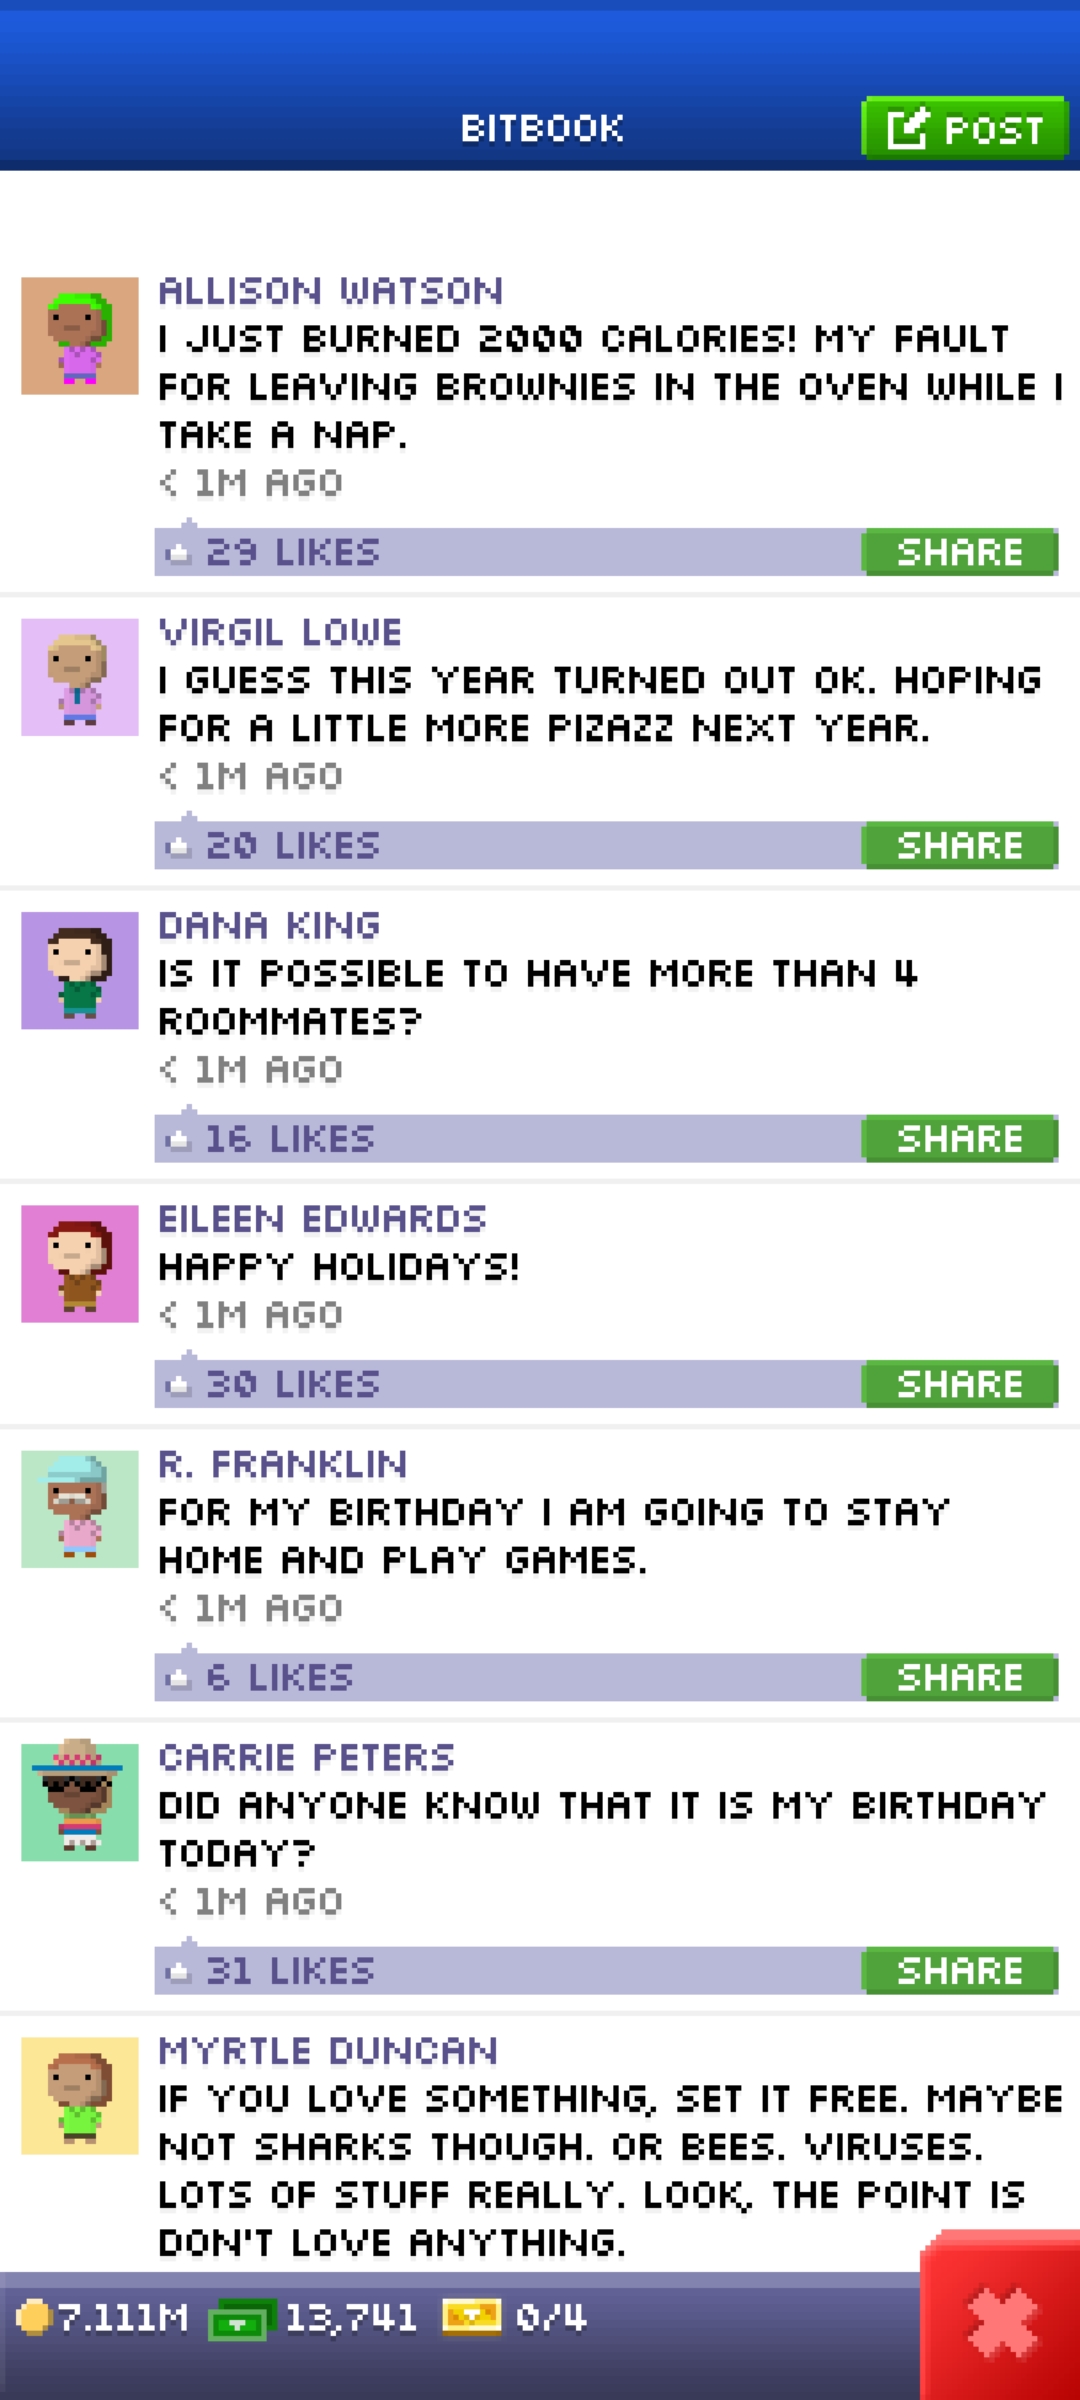 BITBOOK
POST
ALLISON WATSON
I JUST BURNED 2000 CALORIES! MY FAULT
FOR LEAVING BROWNIES IN THE OVEN WHILE I
TAKE A NAP.
< 1M AGO
29 LIKES
SHARE
VIRGIL LOWE
I GUESS THIS YEAR TURNED OUT OK. HOPING
FOR A LITTLE MORE PIZAZZ NEXT YEAR.
< 1M AGO
20 LIKES
SHARE
DANA KING
IS IT POSSIBLE TO HAVE MORE THAN 4
ROOMMATES?
< 1M AGO
16 LIKES
SHARE
EILEEN EDWARDS
HAPPY HOLIDAYS!
< 1M AGO
30 LIKES
SHARE
R. FRANKLIN
FOR MY BIRTHDAY I AM GOING TO STAY
HOME AND PLAY GAMES.
< 1M AGO
6 LIKES
SHARE
CARRIE PETERS
DID ANYONE KNOW THAT IT IS MY BIRTHDAY
TODAY?
< 1M AGO
31 LIKES
SHARE
MYRTLE DUNCAN
IF YOU LOVE SOMETHING, SET IT FREE. MAYBE
NOT SHARKS THOUGH. OR BEES. VIRUSES.
LOTS OF STUFF REALLY. LOOK, THE POINT IS
DON'T LOVE ANYTHING.
7.111M 13,741 0/4